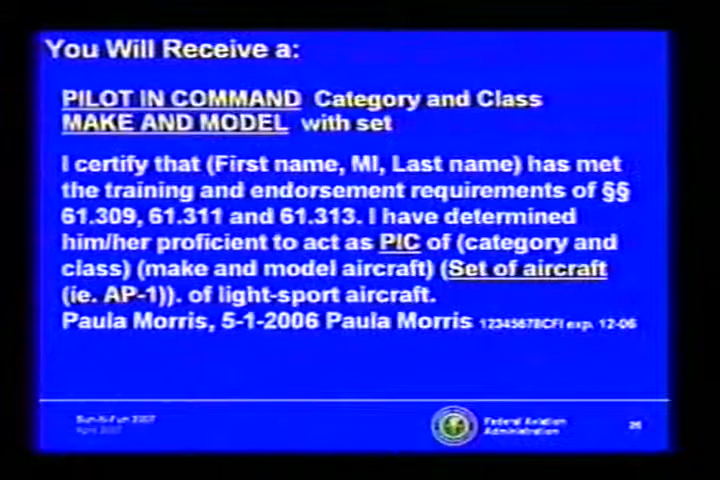 You Will Receive a:
PILOT IN COMMAND Category and Class
MAKE AND MODEL with set
I certify that (First name, MI, Last name) has met
the training and endorsement requirements of §§
61.309, 61.311 and 61.313. I have determined
him/her proficient to act as PIC of (category and
class) (make and model aircraft) (Set of aircraft
(ie. AP-1)). of light-sport aircraft.
Paula Morris, 5-1-2006 Paula Morris 12345678CFI exp. 12-06
Sun-N-Fun 2007
April 2007
Federal Aviation
Administration